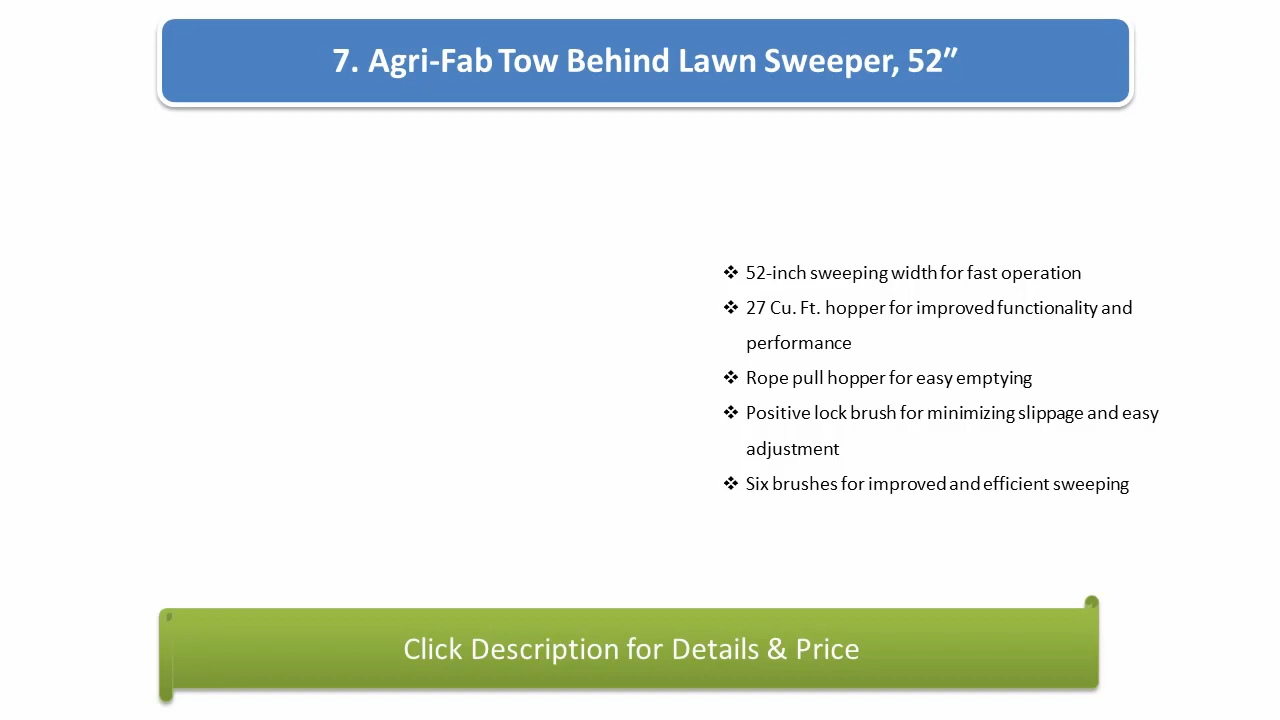 7. Agri-Fab Tow Behind Lawn Sweeper, 52″
❖ 52-inch sweeping width for fast operation
❖ 27 Cu. Ft. hopper for improved functionality and
performance
❖ Rope pull hopper for easy emptying
❖ Positive lock brush for minimizing slippage and easy
adjustment
❖ Six brushes for improved and efficient sweeping
Click Description for Details & Price